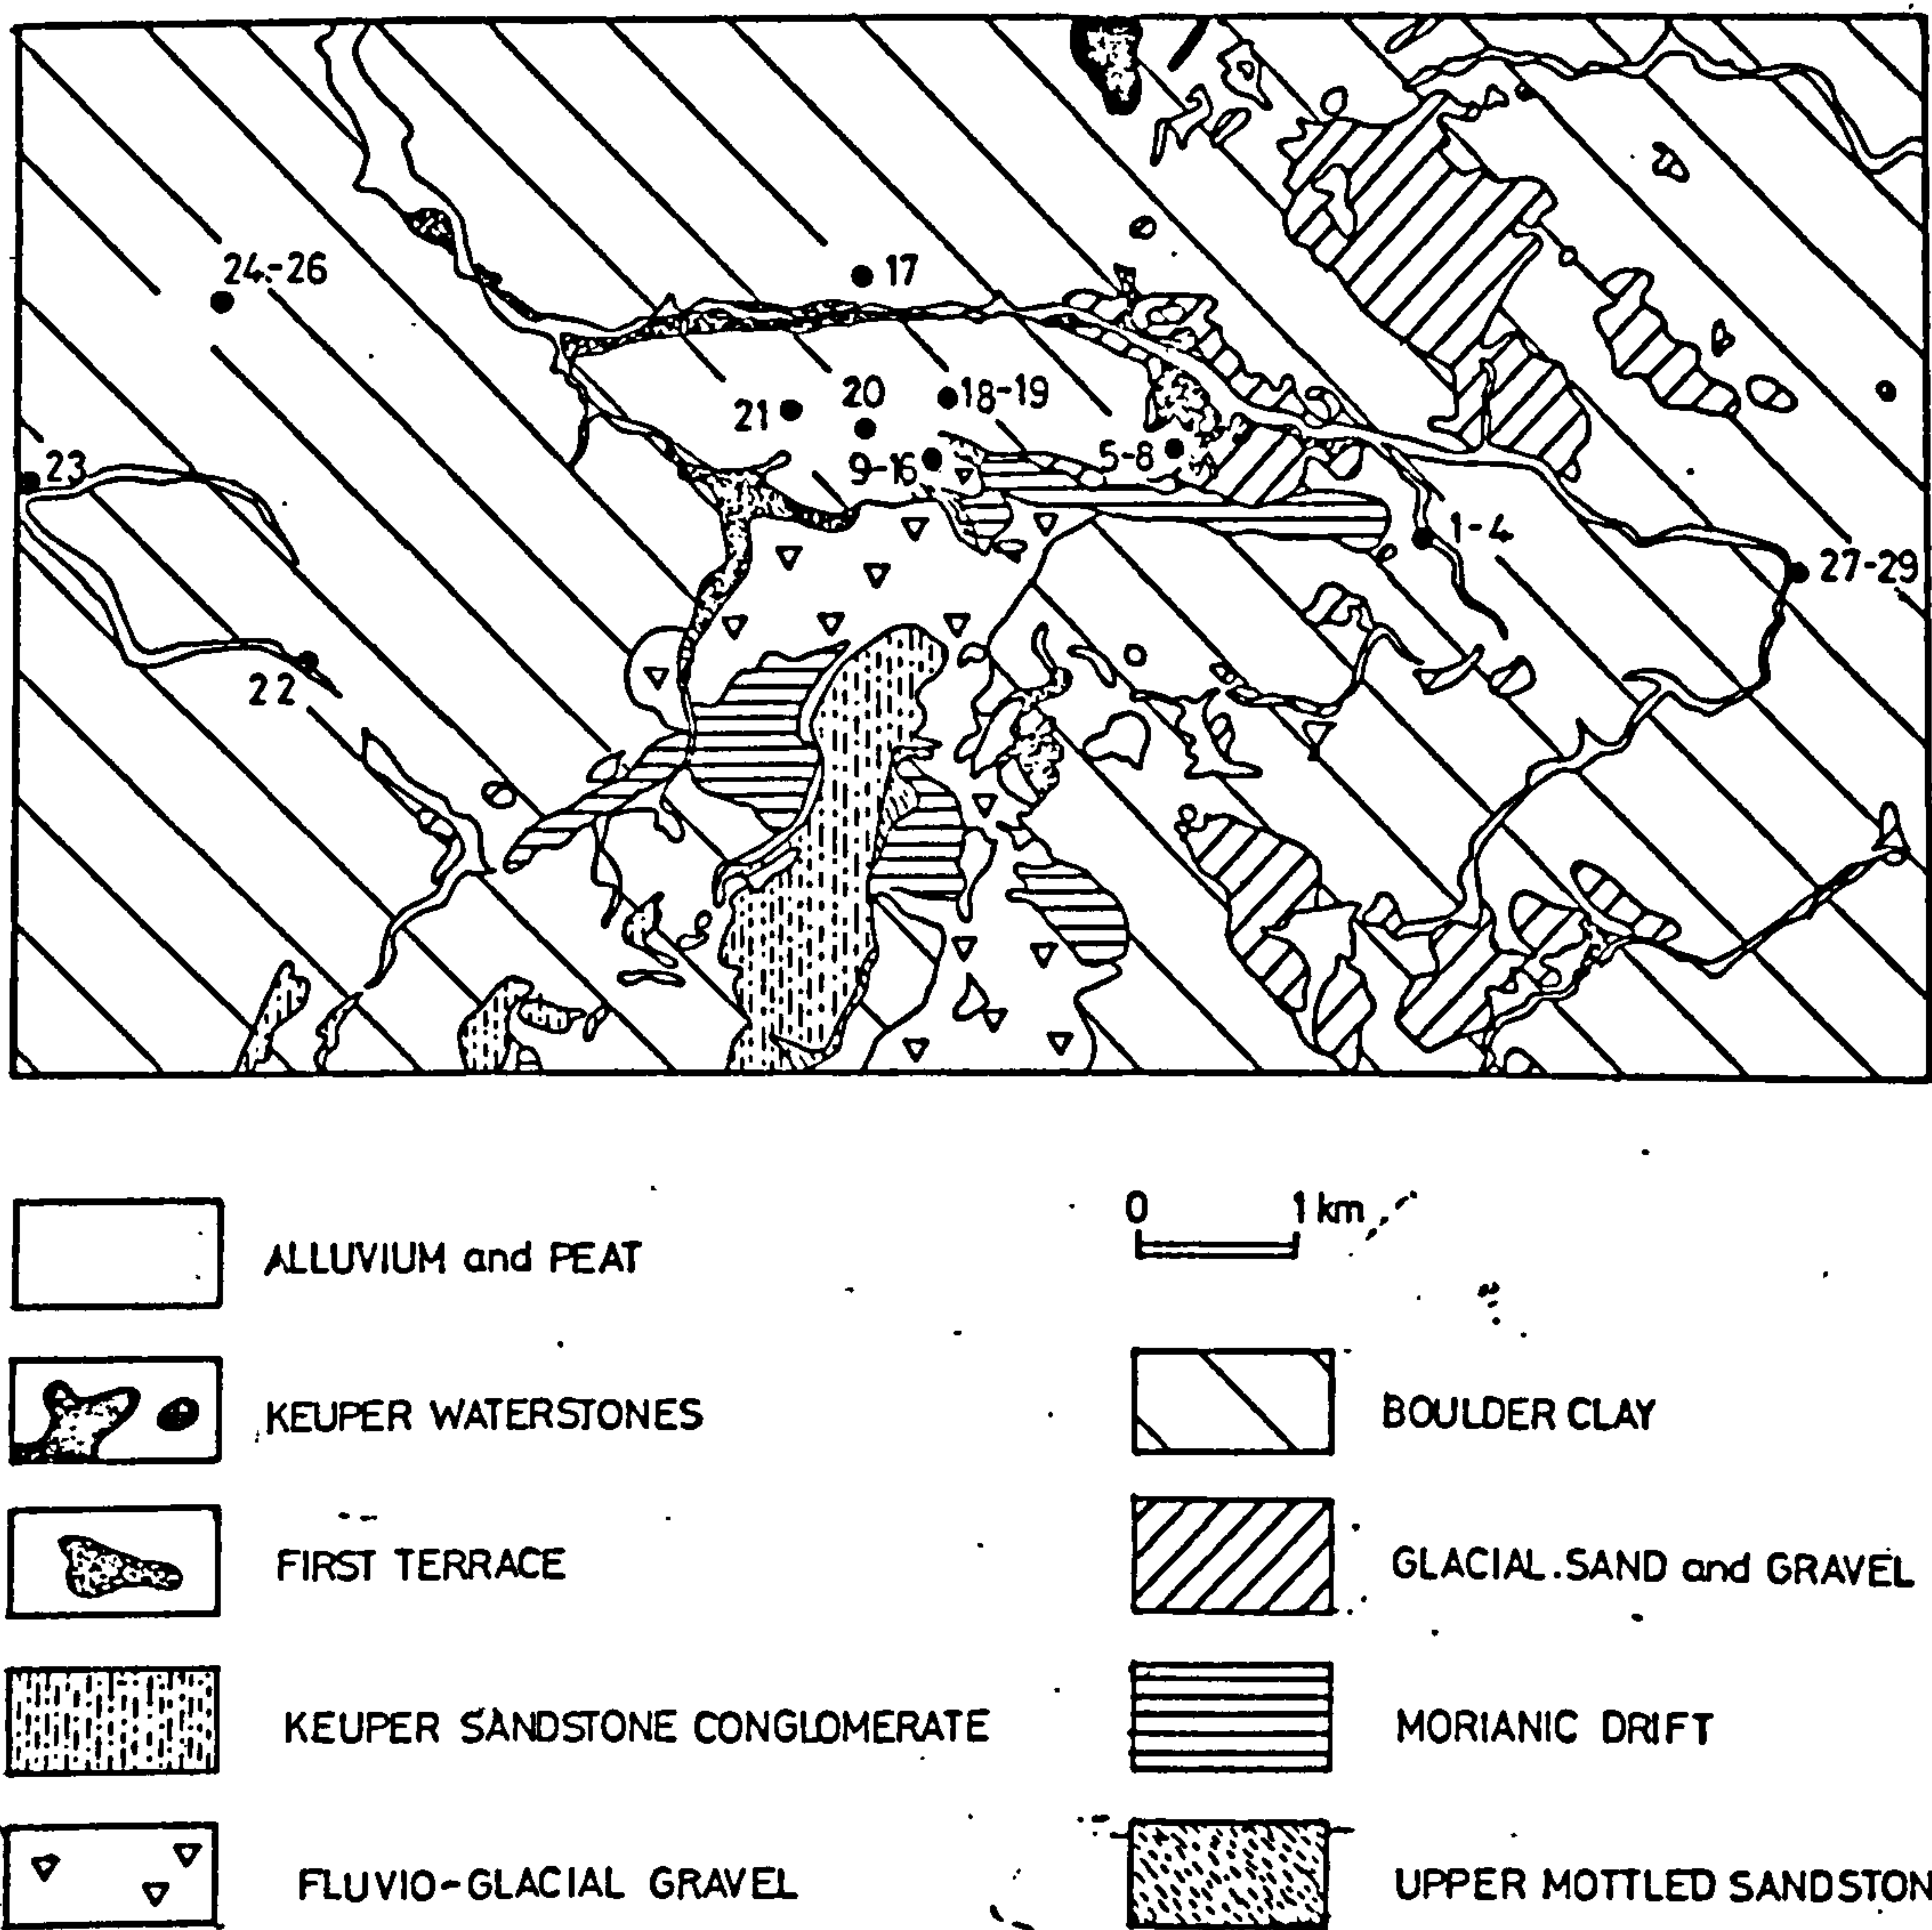 24-26
17
20
18-19
21
9-16
5-8
23
1-4
27-29
22
0 1 km
ALLUVIUM and PEAT
KEUPER WATERSTONES
BOULDER CLAY
FIRST TERRACE
GLACIAL.SAND and GRAVEL
KEUPER SANDSTONE CONGLOMERATE
MORIANIC DRIFT
FLUVIO-GLACIAL GRAVEL
UPPER MOTTLED SANDSTON